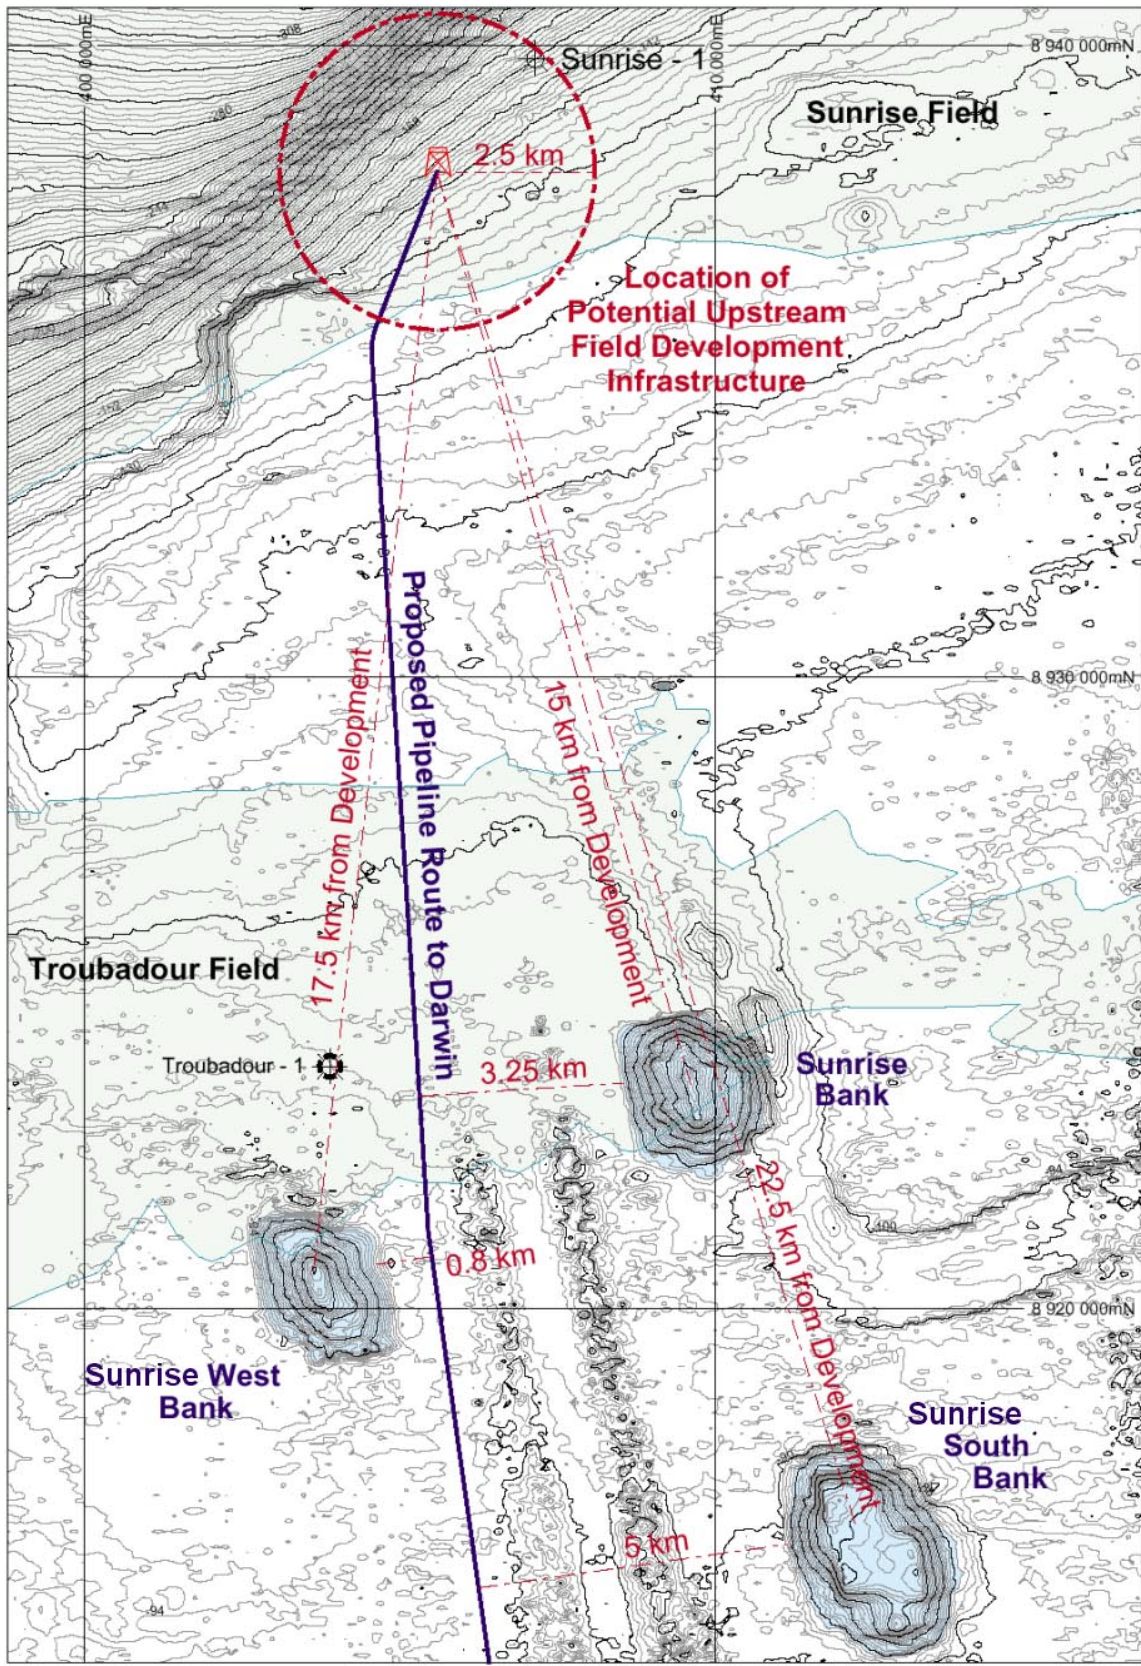 400 000mE
410 000mE
8 940 000mN
Sunrise - 1
Sunrise Field
2.5 km
Location of
Potential Upstream
Field Development
Infrastructure
Proposed Pipeline Route to Darwin
8 930 000mN
17.5 km from Development
15 km from Development
Troubadour Field
Troubadour - 1
3.25 km
Sunrise
Bank
22.5 km from Development
0.8 km
100
8 920 000mN
Sunrise West
Bank
Sunrise
South
Bank
5 km
-94